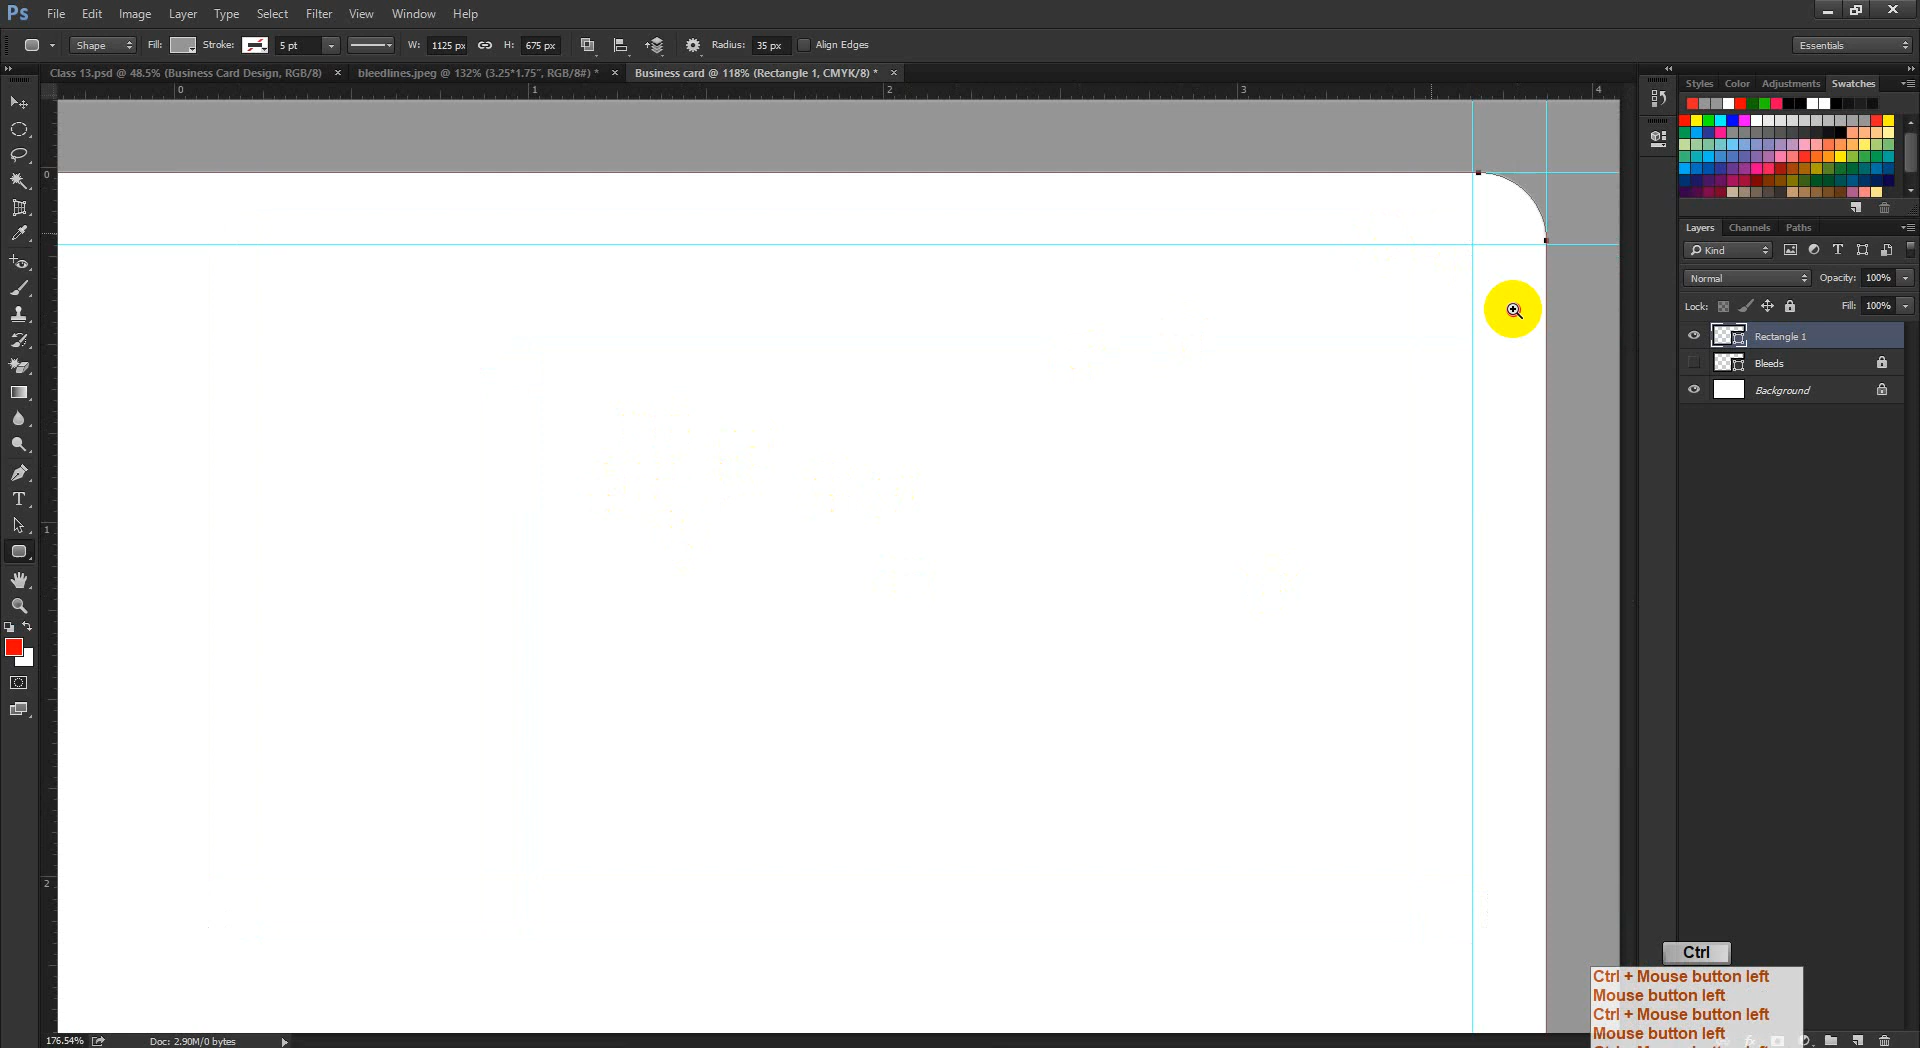 Ps File Edit Image Layer Type Select Filter View Window Help
Shape Fill: Stroke: 5 pt W: 1125 px H: 675 px Radius: 35 px Align Edges Essentials
Class 13.psd @ 48.5% (Business Card Design, RGB/8) × bleedlines.jpeg @ 132% (3.25*1.75", RGB/8#) * × Business card @ 118% (Rectangle 1, CMYK/8) * ×
0 1 2 3 4
Styles Color Adjustments Swatches
0
Layers Channels Paths
Kind
Normal Opacity: 100%
Lock: Fill: 100%
Rectangle 1
Bleeds
Background
1
2
Ctrl
Ctrl + Mouse button left
Mouse button left
Ctrl + Mouse button left
Mouse button left
176.54% Doc: 2.90M/0 bytes